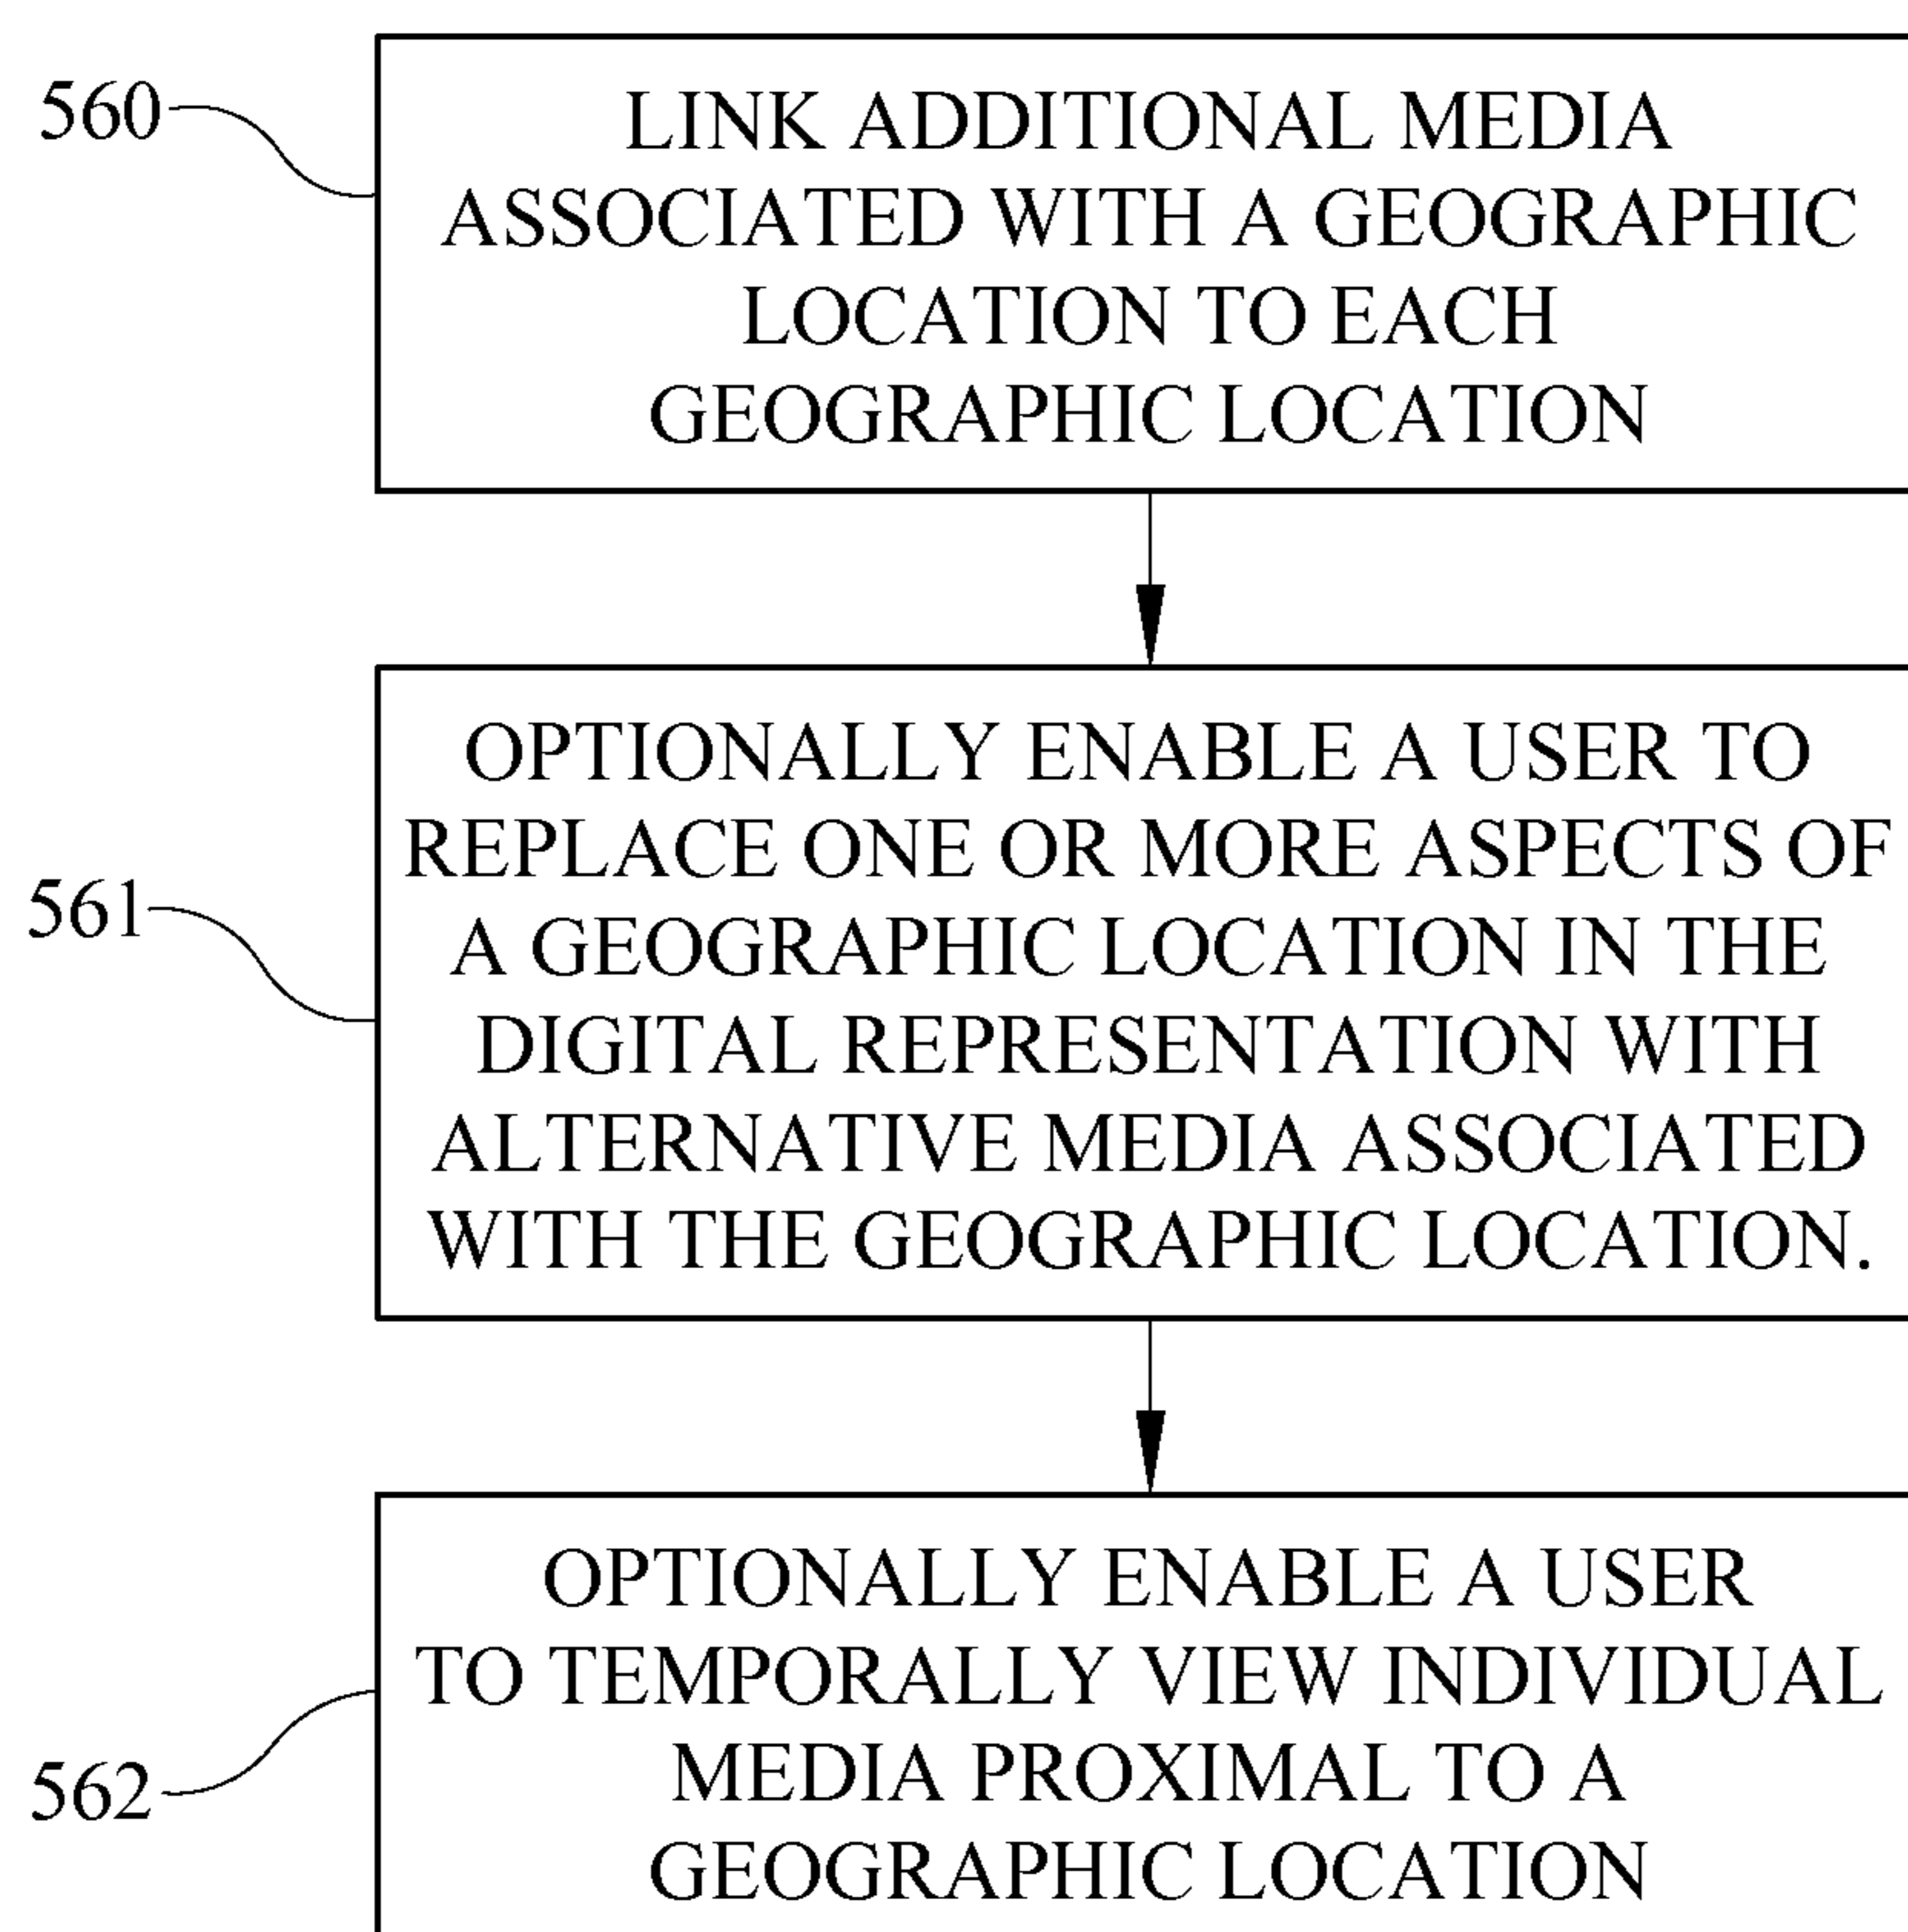 560
LINK ADDITIONAL MEDIA
ASSOCIATED WITH A GEOGRAPHIC
LOCATION TO EACH
GEOGRAPHIC LOCATION
561
OPTIONALLY ENABLE A USER TO
REPLACE ONE OR MORE ASPECTS OF
A GEOGRAPHIC LOCATION IN THE
DIGITAL REPRESENTATION WITH
ALTERNATIVE MEDIA ASSOCIATED
WITH THE GEOGRAPHIC LOCATION.
562
OPTIONALLY ENABLE A USER
TO TEMPORALLY VIEW INDIVIDUAL
MEDIA PROXIMAL TO A
GEOGRAPHIC LOCATION